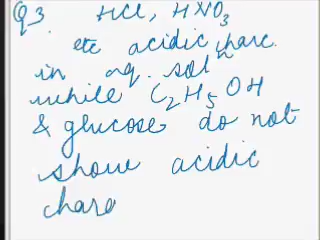 Q3 HCl, HNO3
etc acidic charc.
in aq. solⁿ
while C2H5OH
& glucose do not
show acidic
charc